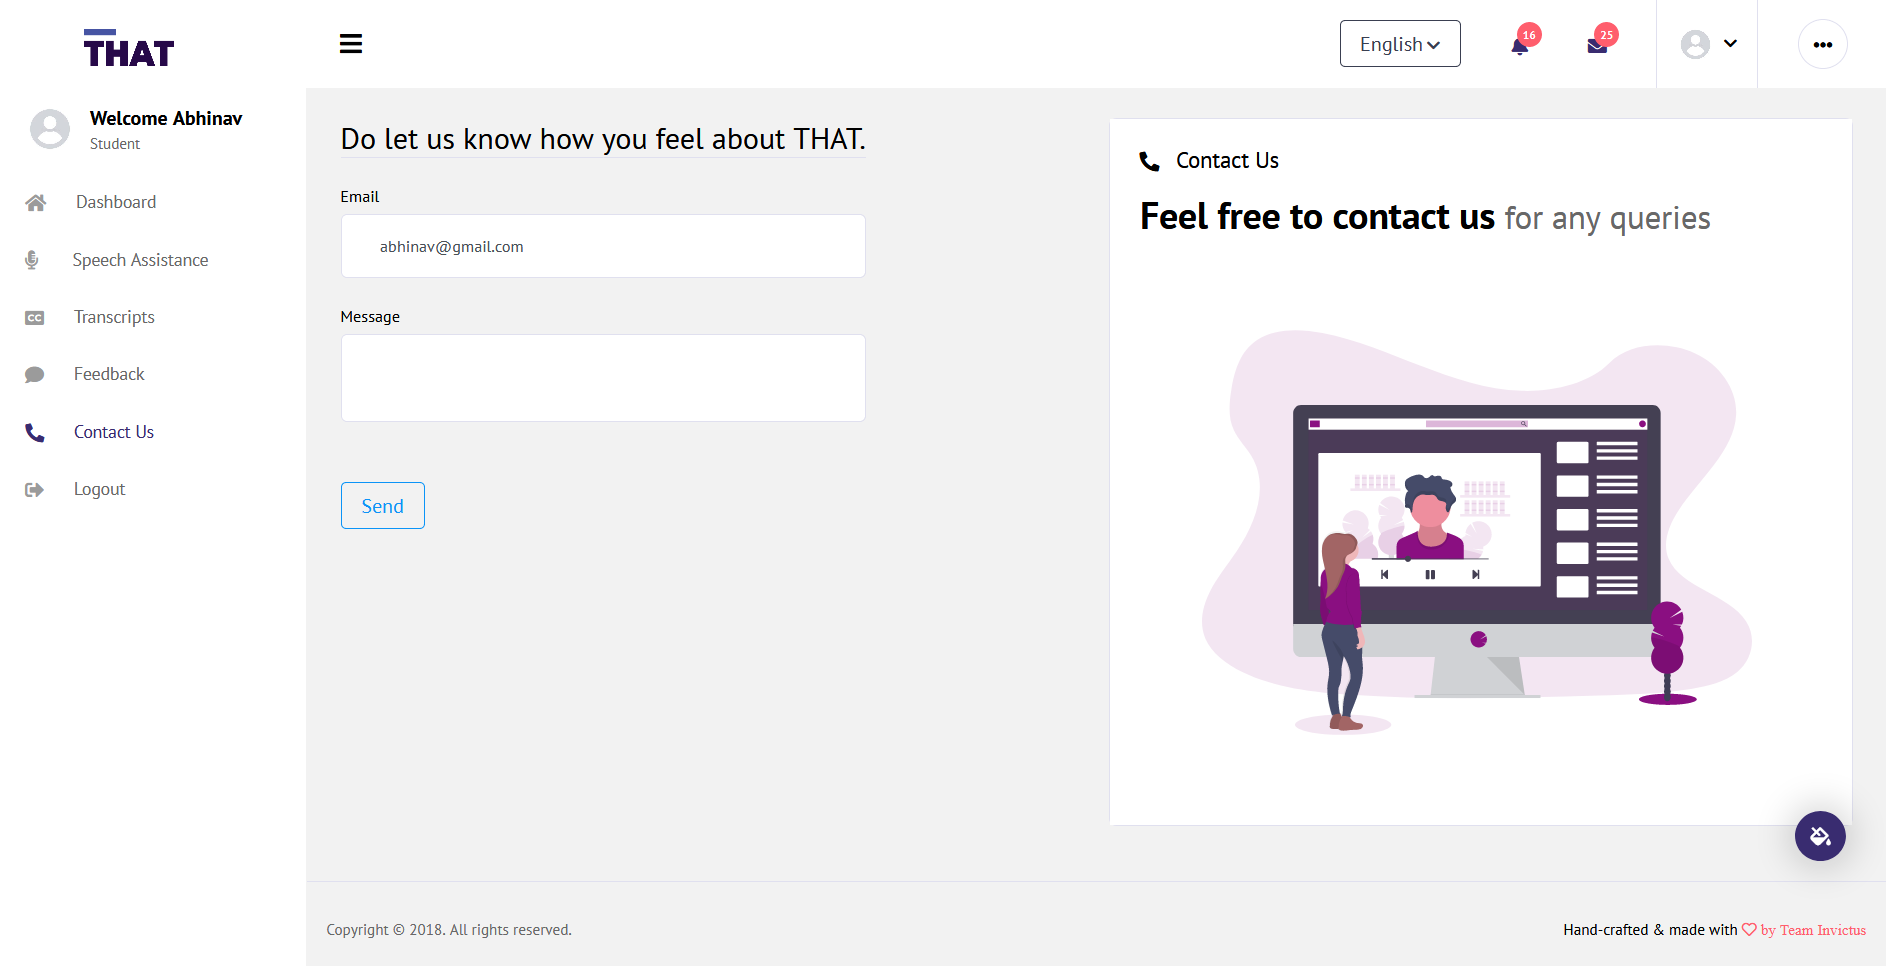 THAT
English
16
25
Welcome Abhinav
Student
Dashboard
Speech Assistance
CC
Transcripts
Feedback
Contact Us
Logout
Do let us know how you feel about THAT.
Email
abhinav@gmail.com
Message
Send
Contact Us
Feel free to contact us for any queries
Copyright © 2018. All rights reserved.
Hand-crafted & made with by Team Invictus